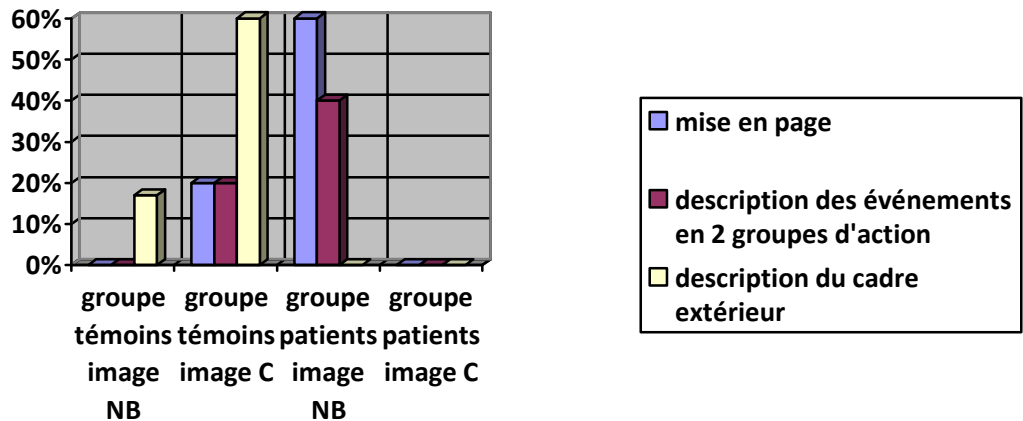 60%
50%
40%
30%
20%
10%
0%
groupe témoins image NB
groupe témoins image C
groupe patients image NB
groupe patients image C
mise en page
description des événements
en 2 groupes d'action
description du cadre
extérieur